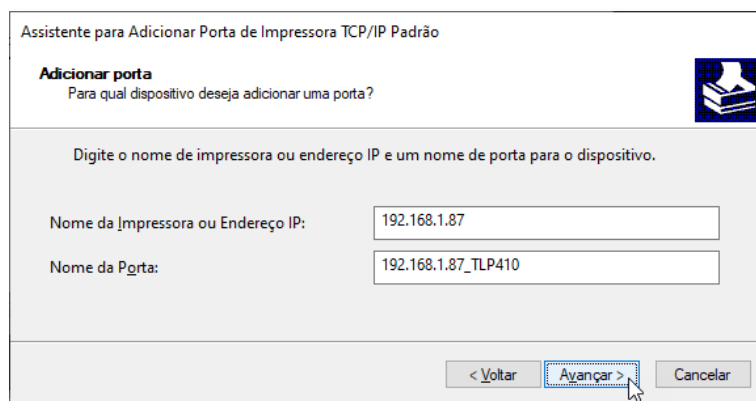 Assistente para Adicionar Porta de Impressora TCP/IP Padrão
Adicionar porta
Para qual dispositivo deseja adicionar uma porta?
Digite o nome de impressora ou endereço IP e um nome de porta para o dispositivo.
Nome da Impressora ou Endereço IP: 192.168.1.87
Nome da Porta: 192.168.1.87_TLP410
< Voltar Avançar > Cancelar